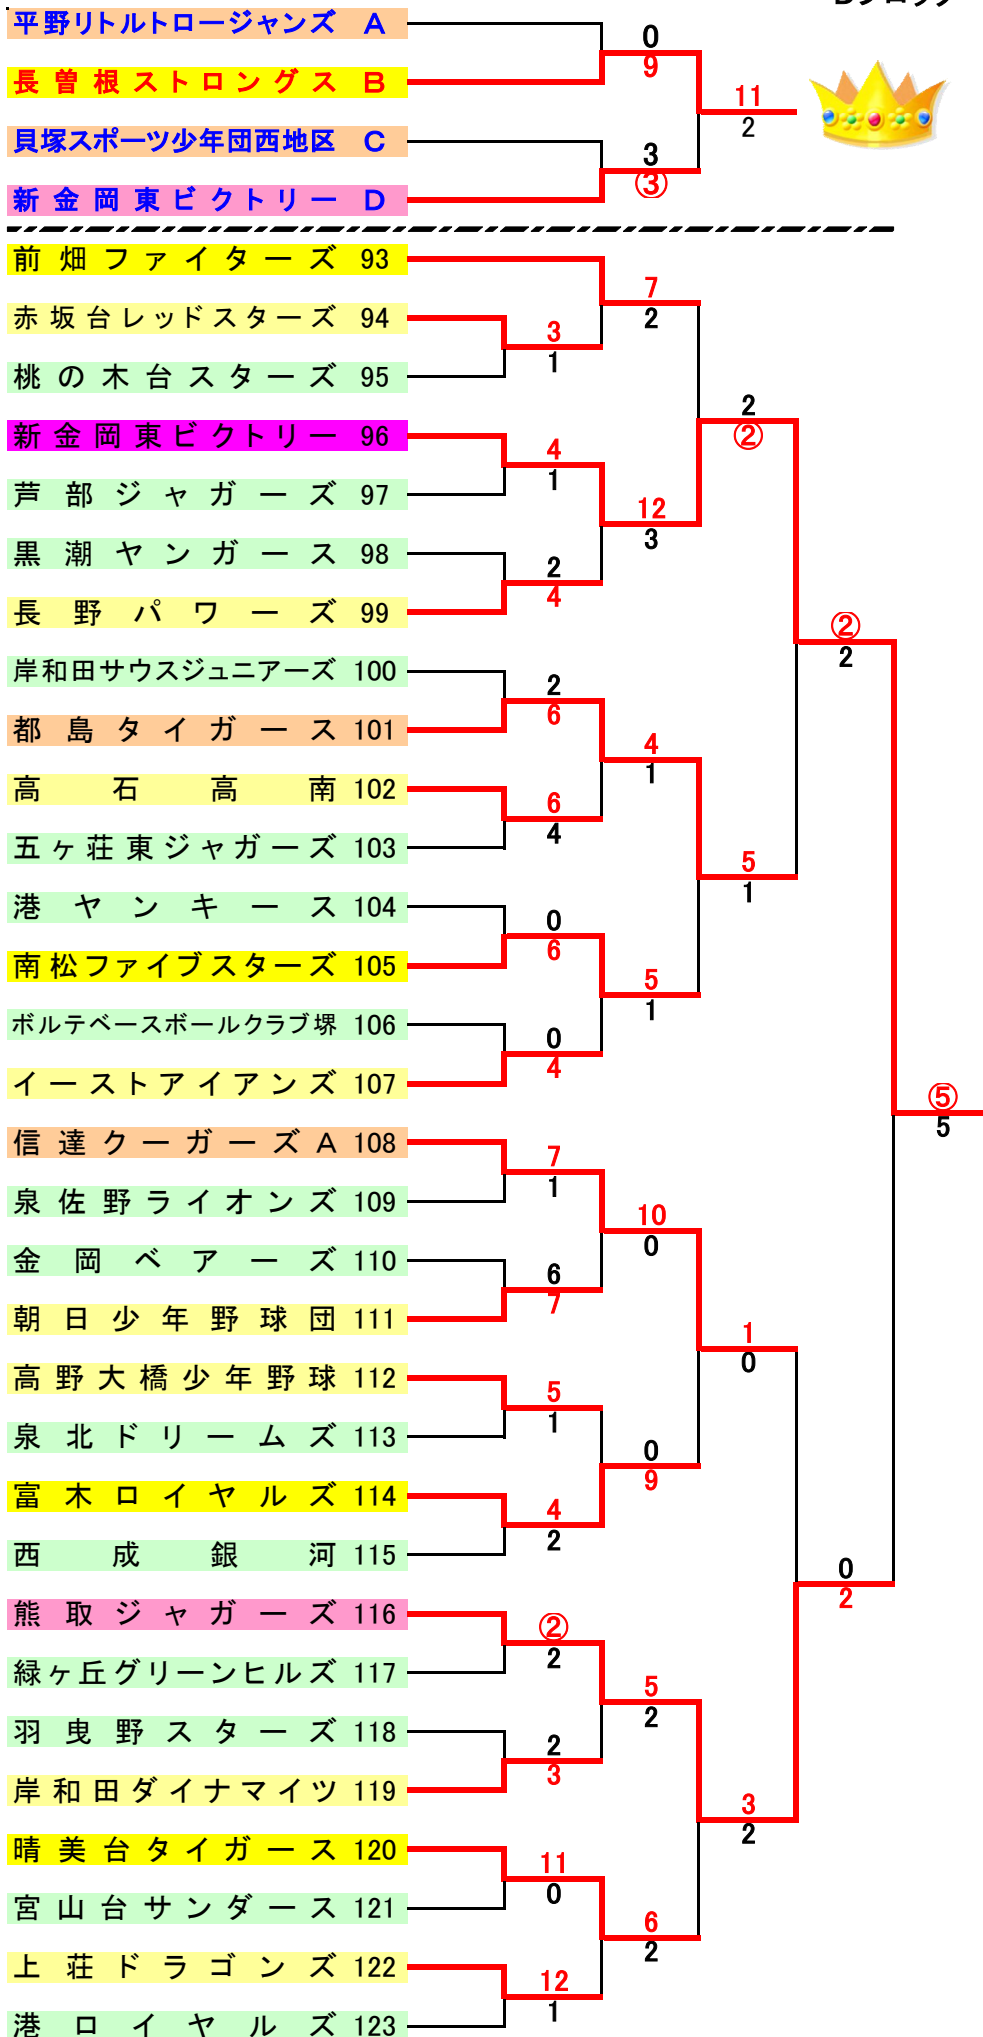 Dブロック
平野リトルトロージャンズ A
0
長曽根ストロングス B
9
11
2
貝塚スポーツ少年団西地区 C
3
③
新金岡東ビクトリー D
前畑ファイターズ 93
7
2
赤坂台レッドスターズ 94
3
1
桃の木台スターズ 95
2
②
新金岡東ビクトリー 96
4
1
芦部ジャガーズ 97
12
3
黒潮ヤンガース 98
2
4
長野パワーズ 99
②
2
岸和田サウスジュニアーズ 100
2
6
都島タイガース 101
4
1
高石高南 102
6
4
五ヶ荘東ジャガーズ 103
5
1
港ヤンキース 104
0
6
南松ファイブスターズ 105
5
1
ボルテベースボールクラブ堺 106
0
4
イーストアイアンズ 107
⑤
5
信達クーガーズA 108
7
1
泉佐野ライオンズ 109
10
0
金岡ベアーズ 110
6
7
朝日少年野球団 111
1
0
高野大橋少年野球 112
5
1
泉北ドリームズ 113
0
9
富木ロイヤルズ 114
4
2
西成銀河 115
0
2
熊取ジャガーズ 116
②
2
緑ヶ丘グリーンヒルズ 117
5
2
羽曳野スターズ 118
2
3
岸和田ダイナマイツ 119
3
2
晴美台タイガース 120
11
0
宮山台サンダース 121
6
2
上荘ドラゴンズ 122
12
1
港ロイヤルズ 123